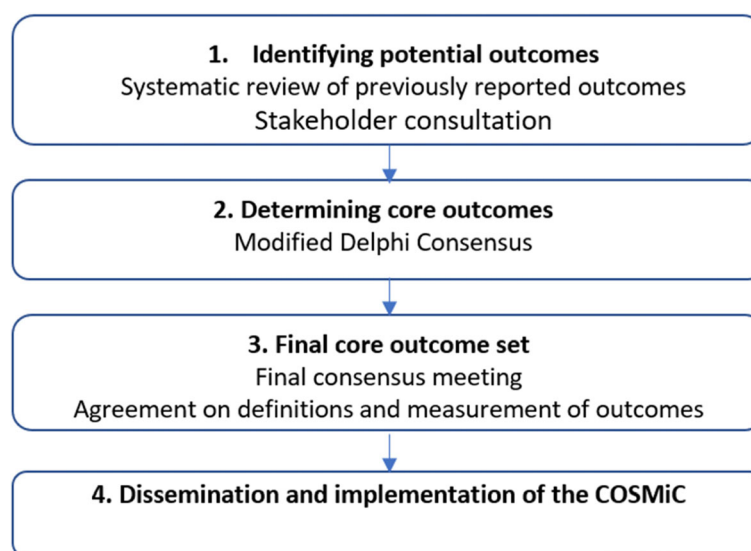 1. Identifying potential outcomes
Systematic review of previously reported outcomes
Stakeholder consultation
2. Determining core outcomes
Modified Delphi Consensus
3. Final core outcome set
Final consensus meeting
Agreement on definitions and measurement of outcomes
4. Dissemination and implementation of the COSMiC